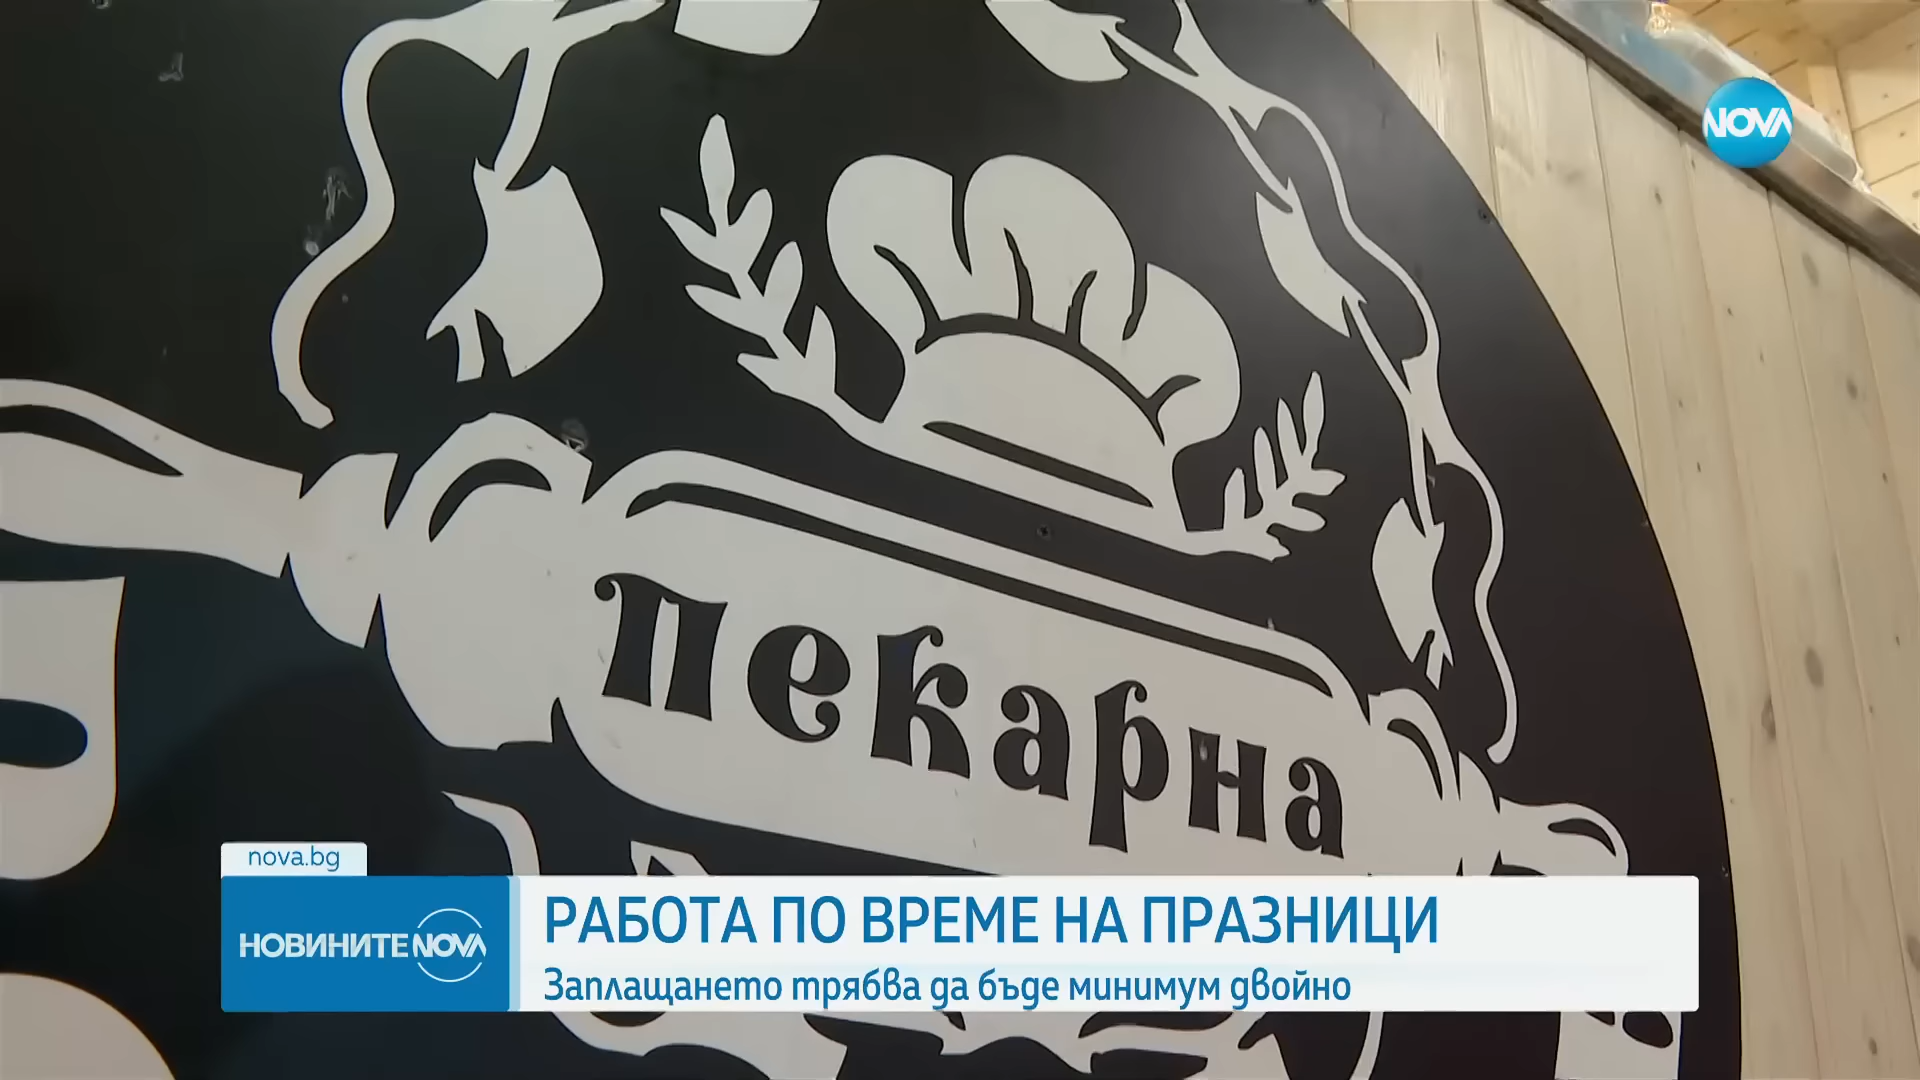 NOVA
пекарна
nova.bg
НОВИНИТЕ NOVA
РАБОТА ПО ВРЕМЕ НА ПРАЗНИЦИ
Заплащането трябва да бъде минимум двойно